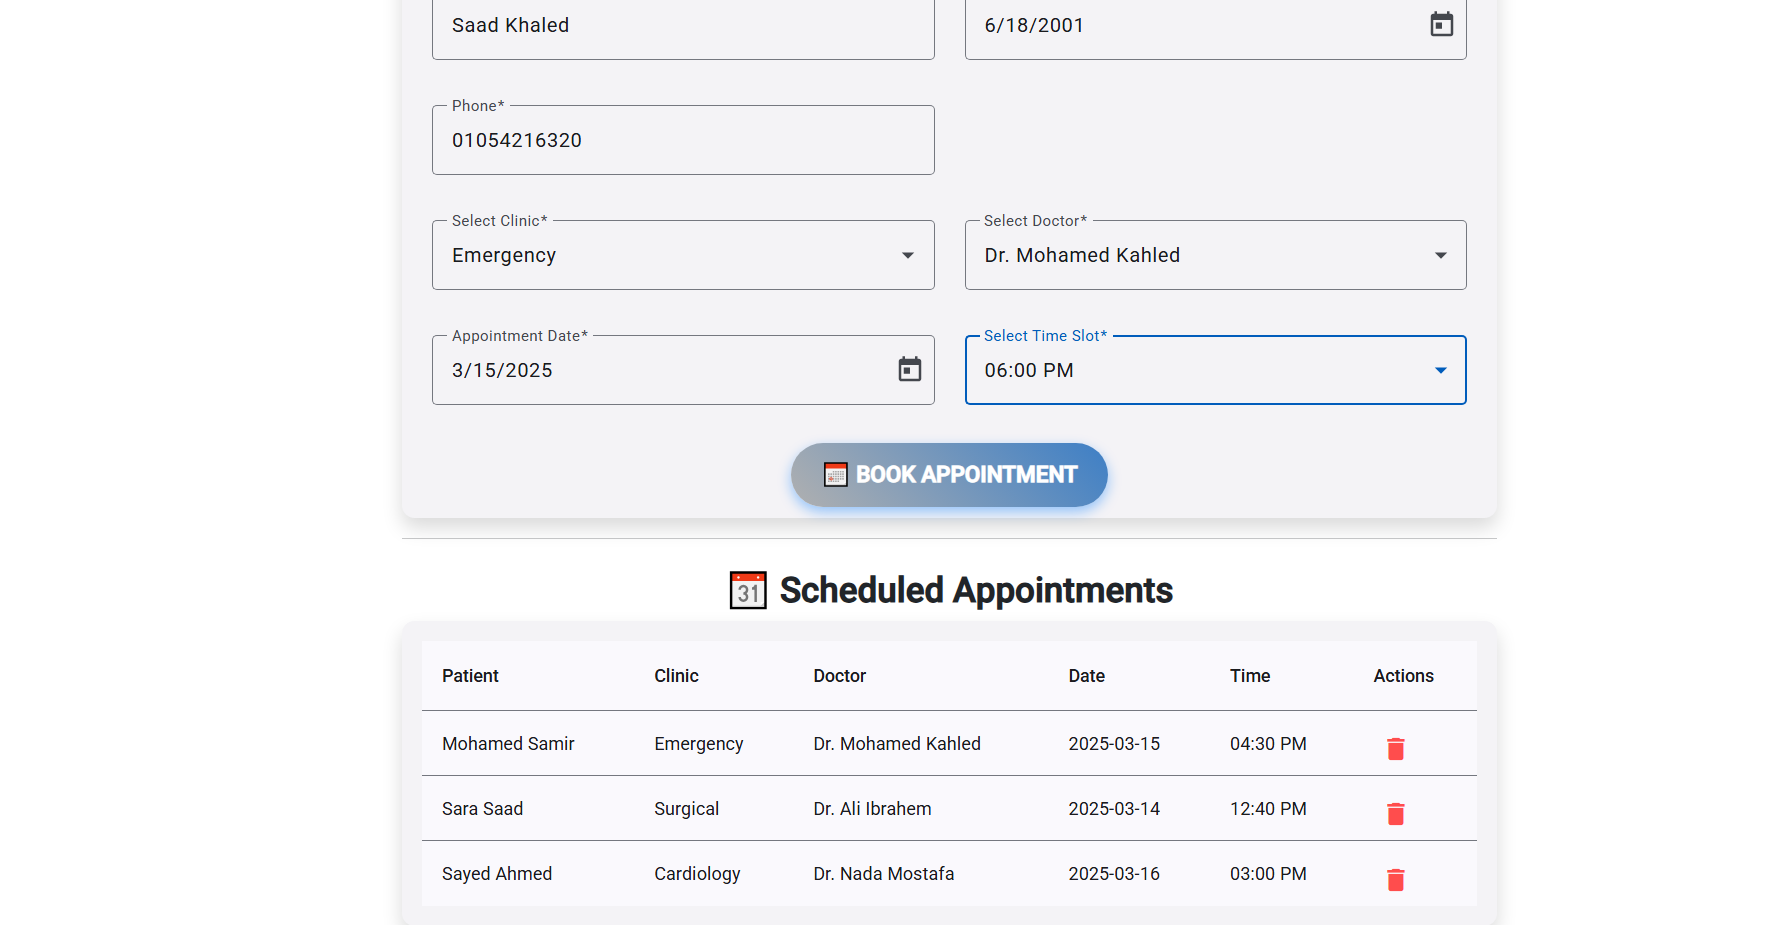 Saad Khaled 6/18/2001
Phone*
01054216320
Select Clinic* Select Doctor*
Emergency Dr. Mohamed Kahled
Appointment Date* Select Time Slot*
3/15/2025 06:00 PM
BOOK APPOINTMENT
31 Scheduled Appointments
Patient Clinic Doctor Date Time Actions
Mohamed Samir Emergency Dr. Mohamed Kahled 2025-03-15 04:30 PM
Sara Saad Surgical Dr. Ali Ibrahem 2025-03-14 12:40 PM
Sayed Ahmed Cardiology Dr. Nada Mostafa 2025-03-16 03:00 PM